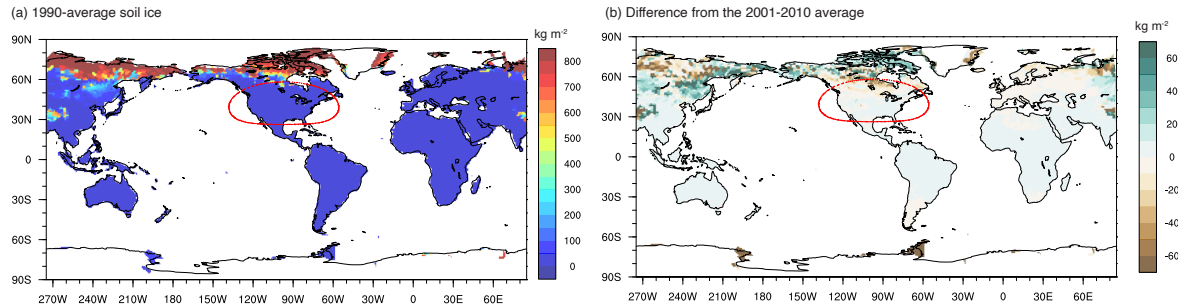 (a) 1990-average soil ice
kg m-2
90N
60N
30N
0
30S
60S
90S
270W 240W 210W 180 150W 120W 90W 60W 30W 0 30E 60E
800
700
600
500
400
300
200
100
0
(b) Difference from the 2001-2010 average
kg m-2
90N
60N
30N
0
30S
60S
90S
270W 240W 210W 180 150W 120W 90W 60W 30W 0 30E 60E
60
40
20
0
-20
-40
-60